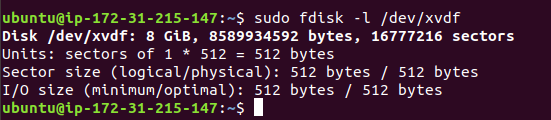 ubuntu@ip-172-31-215-147:~$ sudo fdisk -l /dev/xvdf
Disk /dev/xvdf: 8 GiB, 8589934592 bytes, 16777216 sectors
Units: sectors of 1 * 512 = 512 bytes
Sector size (logical/physical): 512 bytes / 512 bytes
I/O size (minimum/optimal): 512 bytes / 512 bytes
ubuntu@ip-172-31-215-147:~$